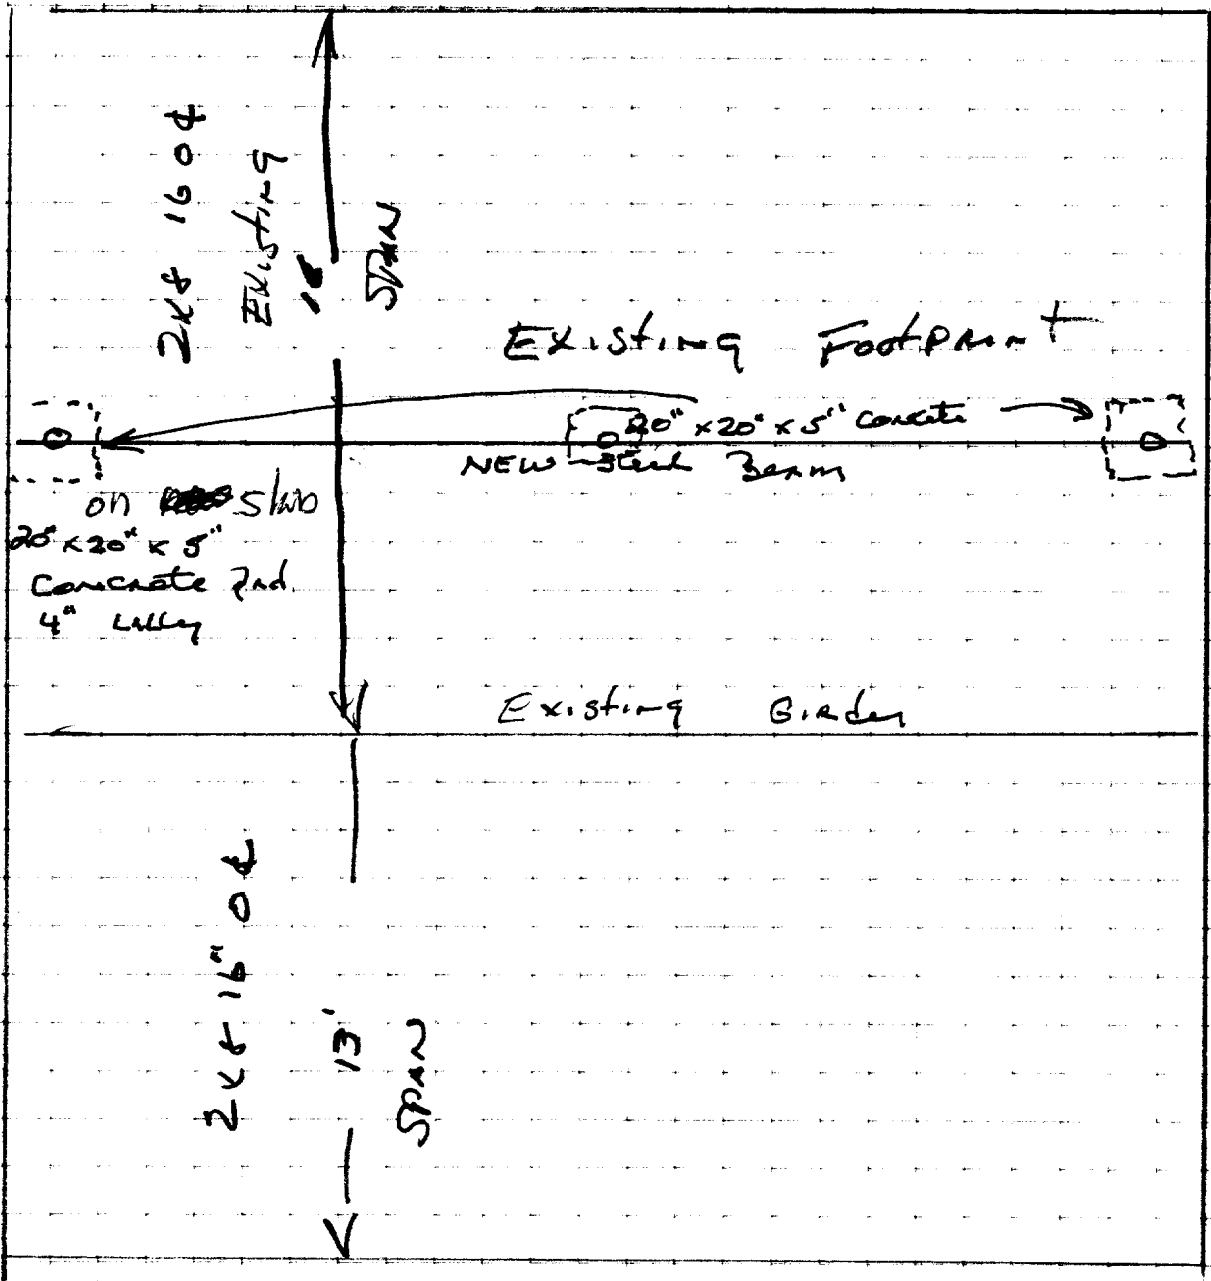 2x8 16 o¢
Existing
SPAN
Existing Footprint
20" x 20" x 5" Concrete
NEW Steel Beam
on slab
20" x 20" x 5"
Concrete Pad
4" Lally
Existing Girder
2x8 16" o¢
13'
SPAN